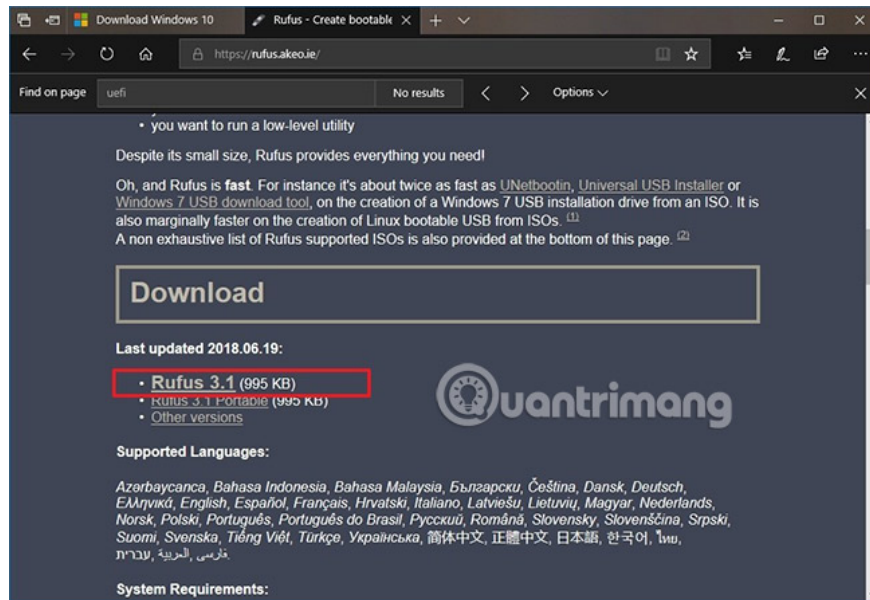 Download Windows 10
Rufus - Create bootable
https://rufus.akeo.ie/
Find on page uefi No results Options
• you want to run a low-level utility
Despite its small size, Rufus provides everything you need!
Oh, and Rufus is fast. For instance it's about twice as fast as UNetbootin, Universal USB Installer or
Windows 7 USB download tool, on the creation of a Windows 7 USB installation drive from an ISO. It is
also marginally faster on the creation of Linux bootable USB from ISOs. (1)
A non exhaustive list of Rufus supported ISOs is also provided at the bottom of this page. (2)
Download
Last updated 2018.06.19:
• Rufus 3.1 (995 KB)
• Rufus 3.1 Portable (995 KB)
• Other versions
Quantrimang
Supported Languages:
Azərbaycanca, Bahasa Indonesia, Bahasa Malaysia, Български, Čeština, Dansk, Deutsch,
Ελληνικά, English, Español, Français, Hrvatski, Italiano, Latviešu, Lietuvių, Magyar, Nederlands,
Norsk, Polski, Português, Português do Brasil, Русский, Română, Slovensky, Slovenščina, Srpski,
Suomi, Svenska, Tiếng Việt, Türkçe, Українська, 简体中文, 正體中文, 日本語, 한국어, ไทย,
עברית, العربية, فارسى.
System Requirements: